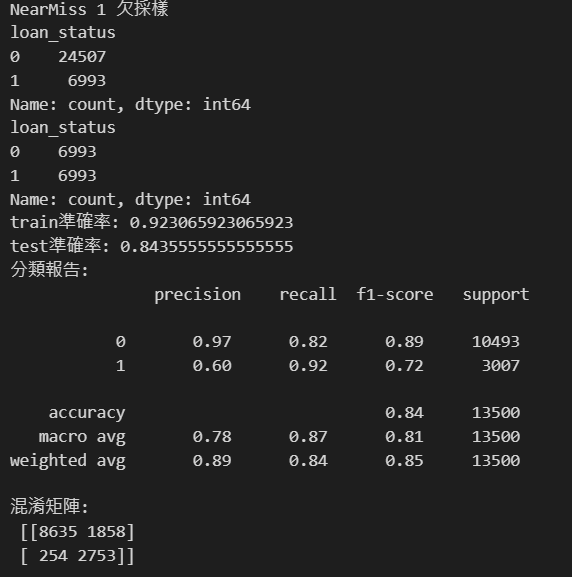 NearMiss 1 欠採樣
loan_status
0    24507
1     6993
Name: count, dtype: int64
loan_status
0    6993
1    6993
Name: count, dtype: int64
train準確率: 0.923065923065923
test準確率: 0.8435555555555555
分類報告:
              precision    recall  f1-score   support

           0       0.97      0.82      0.89     10493
           1       0.60      0.92      0.72      3007

    accuracy                           0.84     13500
   macro avg       0.78      0.87      0.81     13500
weighted avg       0.89      0.84      0.85     13500

混淆矩陣:
 [[8635 1858]
 [ 254 2753]]